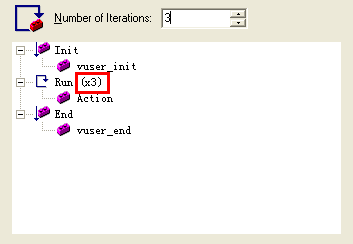 Number of Iterations: 3
Init
vuser_init
Run (x3)
Action
End
vuser_end